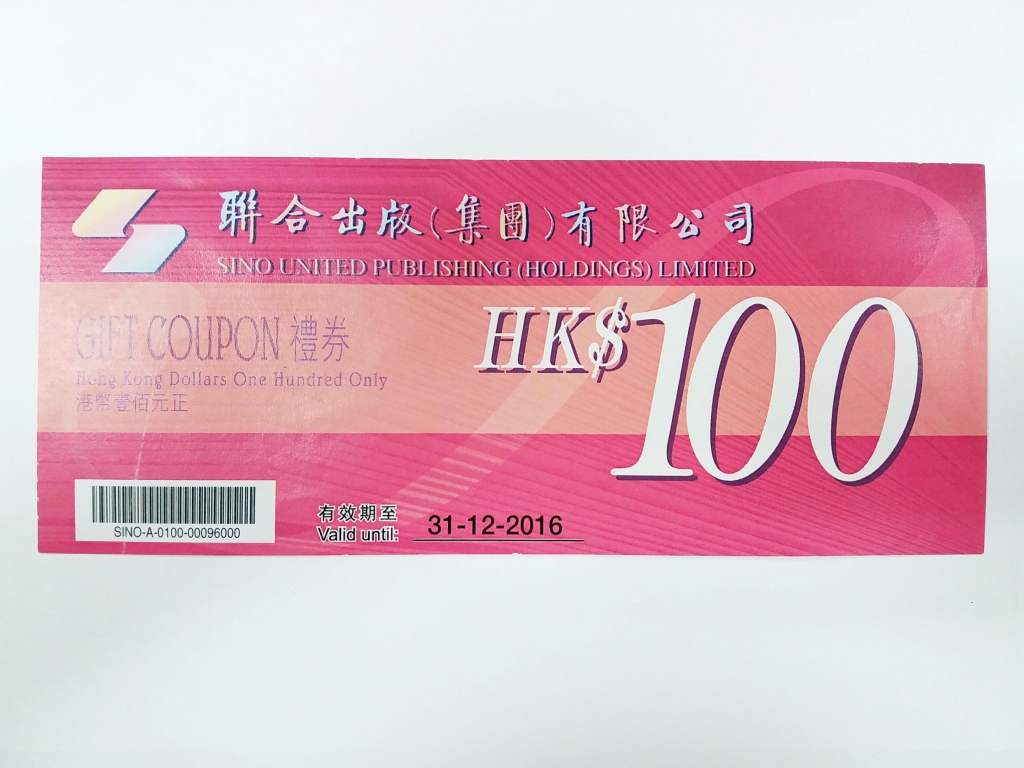 聯合出版(集團)有限公司
SINO UNITED PUBLISHING (HOLDINGS) LIMITED
GIFT COUPON 禮券
HK$100
Hong Kong Dollars One Hundred Only
港幣壹佰元正
SINO-A-0100-00096000
有效期至
Valid until: 31-12-2016